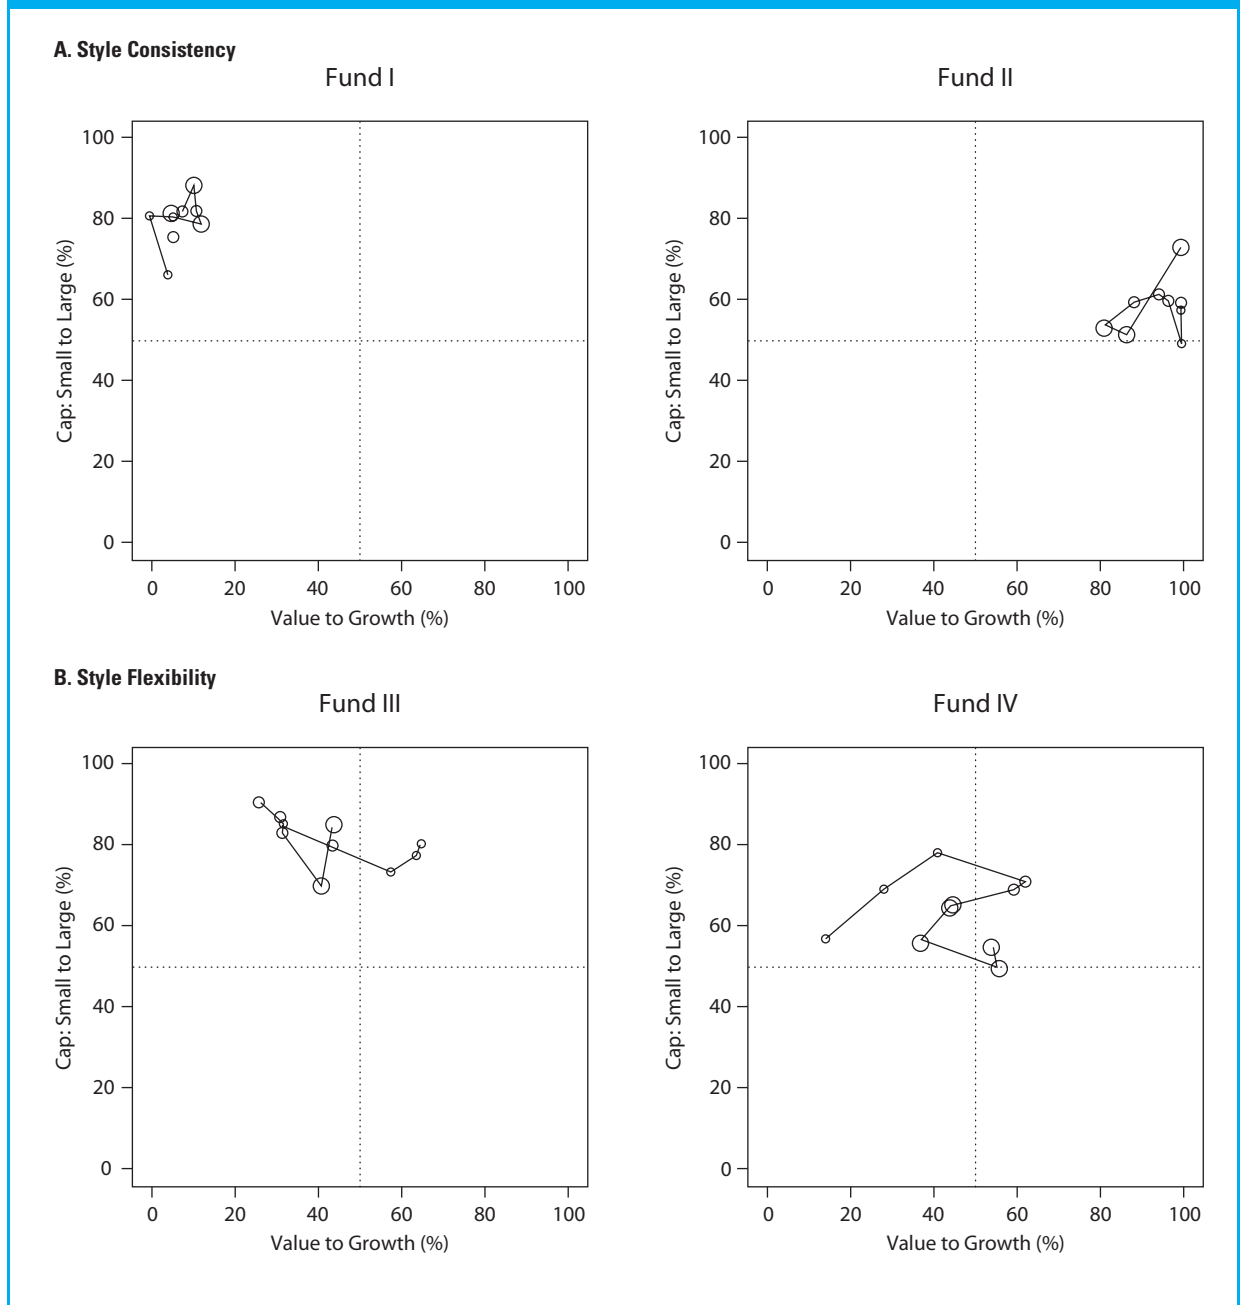 A. Style Consistency
Fund I
Fund II
100
80
60
40
20
0
Cap: Small to Large (%)
0 20 40 60 80 100
Value to Growth (%)
100
80
60
40
20
0
Cap: Small to Large (%)
0 20 40 60 80 100
Value to Growth (%)
B. Style Flexibility
Fund III
Fund IV
100
80
60
40
20
0
Cap: Small to Large (%)
0 20 40 60 80 100
Value to Growth (%)
100
80
60
40
20
0
Cap: Small to Large (%)
0 20 40 60 80 100
Value to Growth (%)